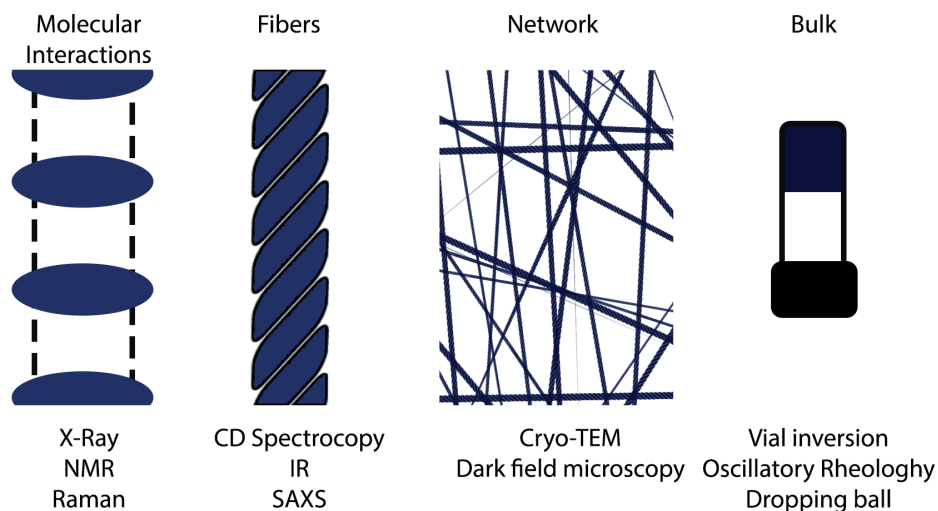 Molecular
Interactions
Fibers
Network
Bulk
X-Ray
NMR
Raman
CD Spectrocopy
IR
SAXS
Cryo-TEM
Dark field microscopy
Vial inversion
Oscillatory Rheologhy
Dropping ball